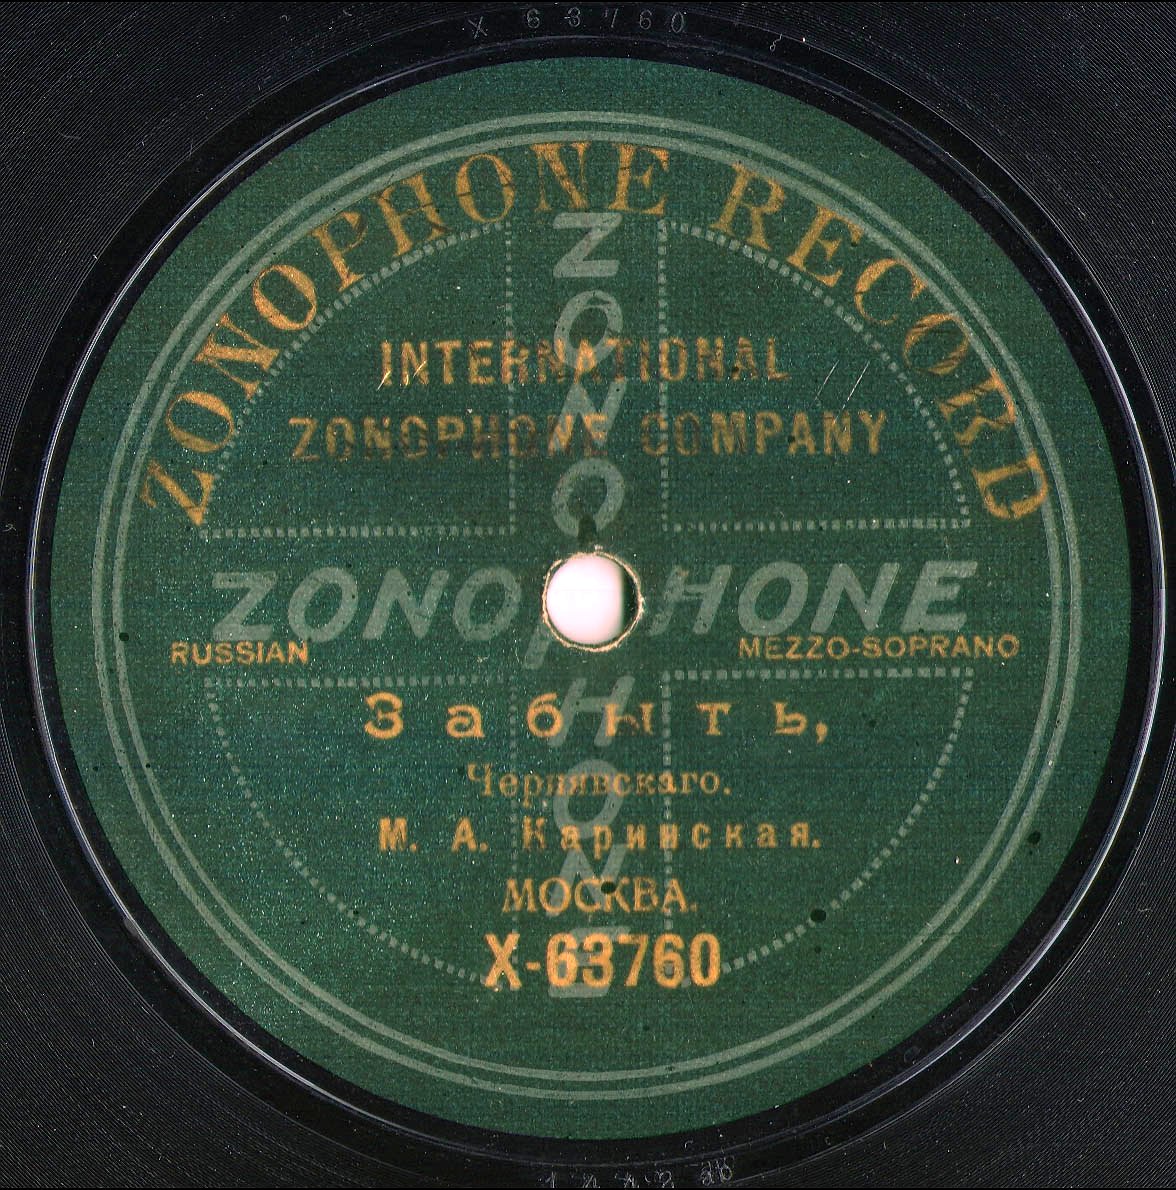 X 63760
ZONOPHONE RECORD
ZONOPHONE
INTERNATIONAL
ZONOPHONE COMPANY
ZONOPHONE
RUSSIAN
MEZZO-SOPRANO
Забыть,
Чернявскаго.
М. А. Каринская.
МОСКВА.
X-63760